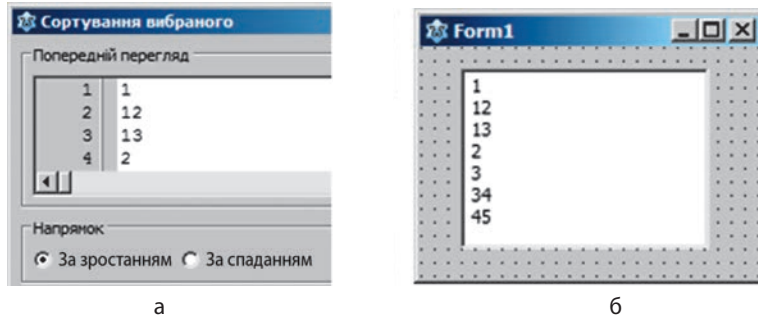 Сортування вибраного
Попередній перегляд
1 1
2 12
3 13
4 2
Напрямок
За зростанням За спаданням
а
Form1
1
12
13
2
3
34
45
б